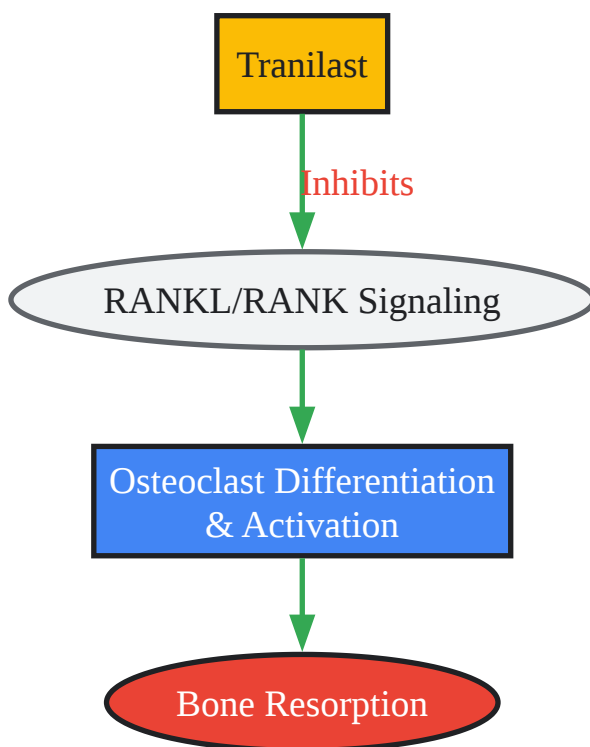 Tranilast
Inhibits
RANKL/RANK Signaling
Osteoclast Differentiation
& Activation
Bone Resorption